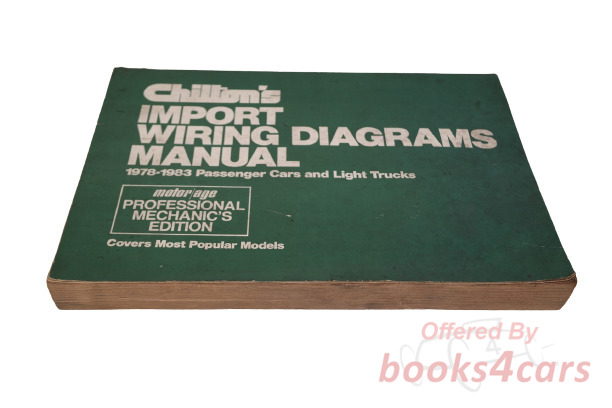 Chilton's
IMPORT
WIRING DIAGRAMS
MANUAL
1978-1983 Passenger Cars and Light Trucks
motor/age
PROFESSIONAL
MECHANIC'S
EDITION
Covers Most Popular Models
Offered By
books4cars